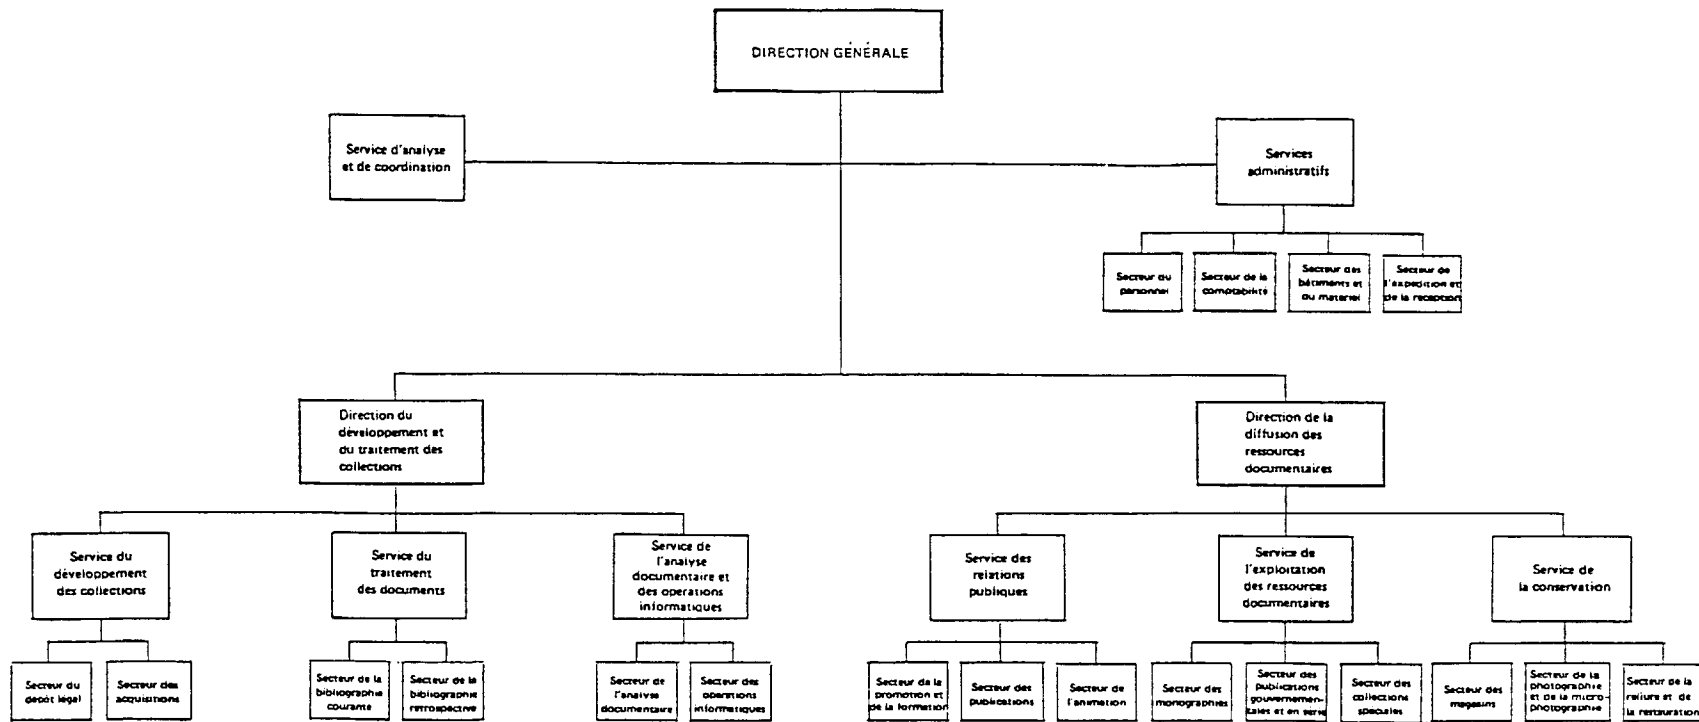 DIRECTION GÉNÉRALE
Service d'analyse
et de coordination
Services
administratifs
Secteur du
personnel
Secteur de la
comptabilité
Secteur des
bâtiments et
du matériel
Secteur de
l'expédition et
de la réception
Direction du
développement et
du traitement des
collections
Direction de la
diffusion des
ressources
documentaires
Service du
développement
des collections
Service du
traitement
des documents
Service de
l'analyse
documentaire et
des operations
informatiques
Service des
relations
publiques
Service de
l'exploitation
des ressources
documentaires
Service de
la conservation
Secteur du
dépôt légal
Secteur des
acquisitions
Secteur de la
bibliographie
courante
Secteur de la
bibliographie
retrospective
Secteur de
l'analyse
documentaire
Secteur des
operations
informatiques
Secteur de la
promotion et
de la formation
Secteur des
publications
Secteur de
l'animation
Secteur des
monographies
Secteur des
publications
gouvernemen-
tales et en série
Secteur des
collections
speciales
Secteur des
magasins
Secteur de la
photographie
et de la micro-
photographie
Secteur de la
reliure et de
la restauration